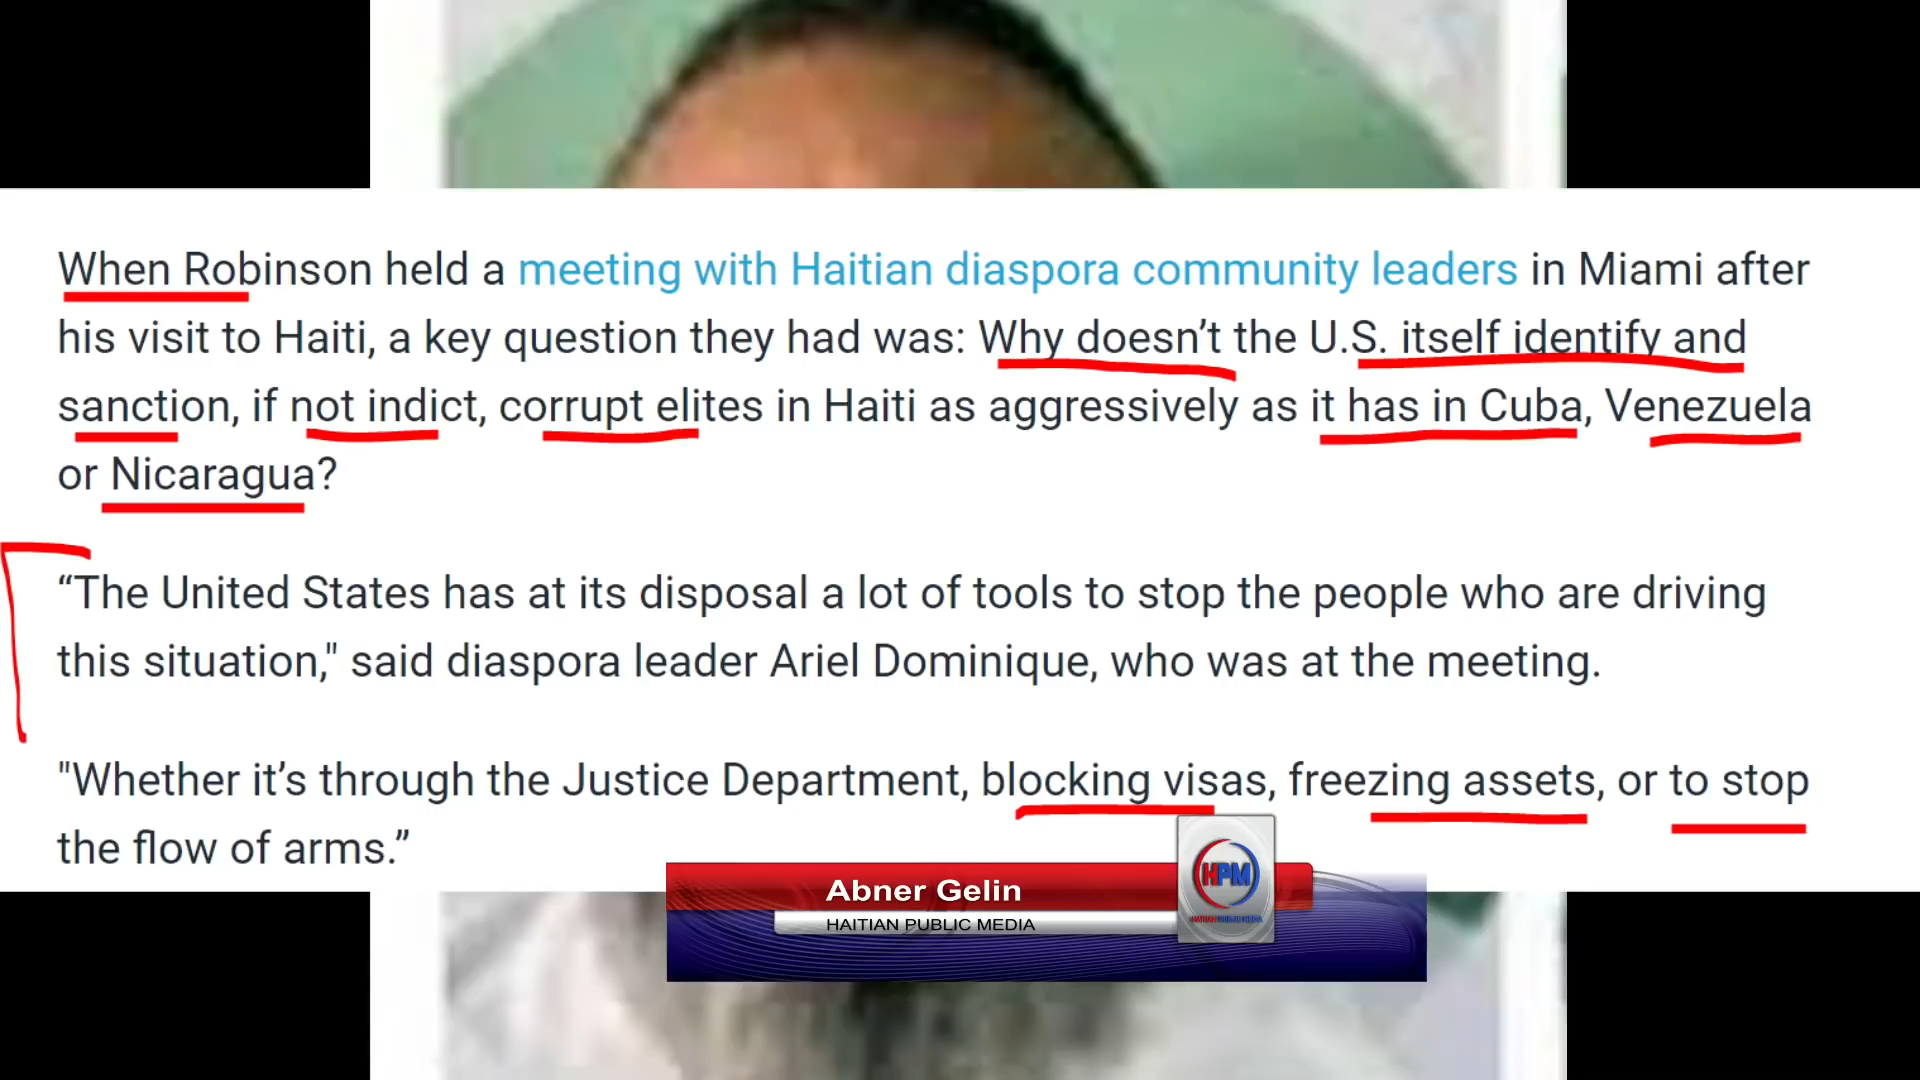 When Robinson held a meeting with Haitian diaspora community leaders in Miami after
his visit to Haiti, a key question they had was: Why doesn’t the U.S. itself identify and
sanction, if not indict, corrupt elites in Haiti as aggressively as it has in Cuba, Venezuela
or Nicaragua?
“The United States has at its disposal a lot of tools to stop the people who are driving
this situation," said diaspora leader Ariel Dominique, who was at the meeting.
"Whether it’s through the Justice Department, blocking visas, freezing assets, or to stop
the flow of arms.”
Abner Gelin
HAITIAN PUBLIC MEDIA
HPM
HAITIAN PUBLIC MEDIA